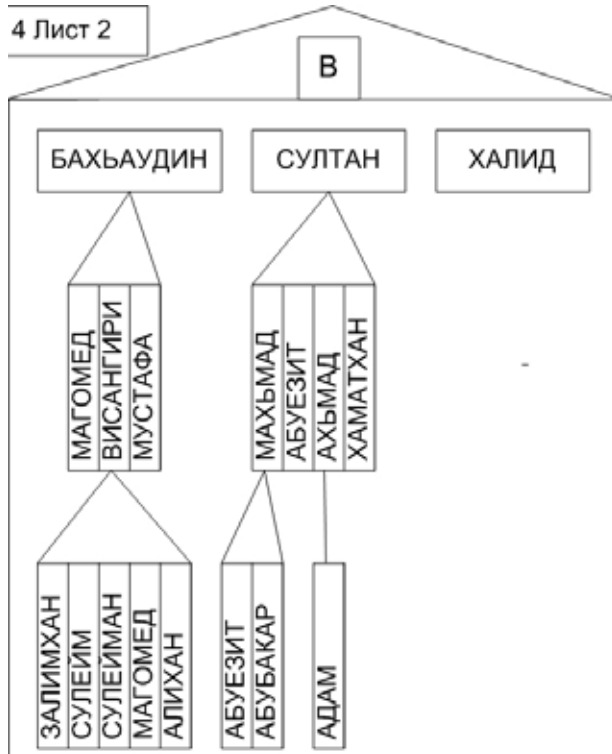 4 Лист 2
В
БАХЬАУДИН
СУЛТАН
ХАЛИД
МАГОМЕД
ВИСАНГИРИ
МУСТАФА
МАХЬМАД
АБУЕЗИТ
АХЬМАД
ХАМАТХАН
-
ЗАЛИМХАН
СУЛЕЙМ
СУЛЕЙМАН
МАГОМЕД
АЛИХАН
АБУЕЗИТ
АБУБАКАР
АДАМ